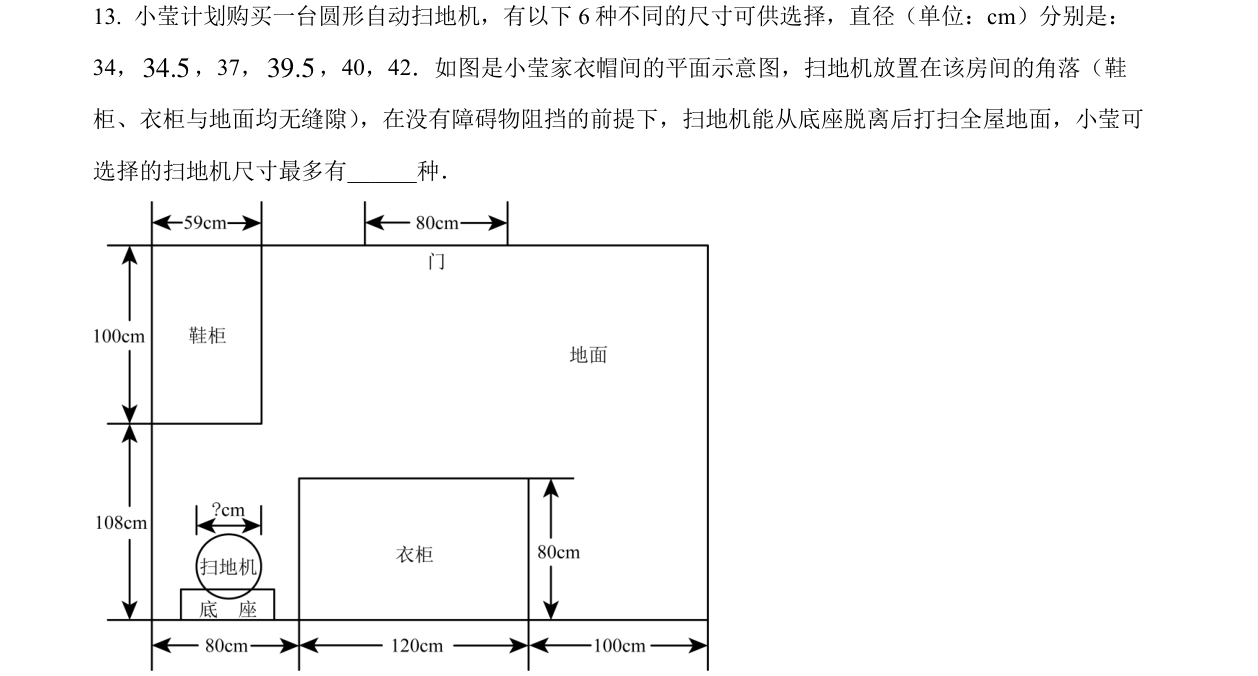 13. 小莹计划购买一台圆形自动扫地机，有以下 6 种不同的尺寸可供选择，直径（单位：cm）分别是：
34，34.5，37，39.5，40，42．如图是小莹家衣帽间的平面示意图，扫地机放置在该房间的角落（鞋
柜、衣柜与地面均无缝隙），在没有障碍物阻挡的前提下，扫地机能从底座脱离后打扫全屋地面，小莹可
选择的扫地机尺寸最多有______种．
59cm 80cm
门
100cm 鞋柜
地面
?cm
108cm
扫地机 衣柜 80cm
底 座
80cm 120cm 100cm